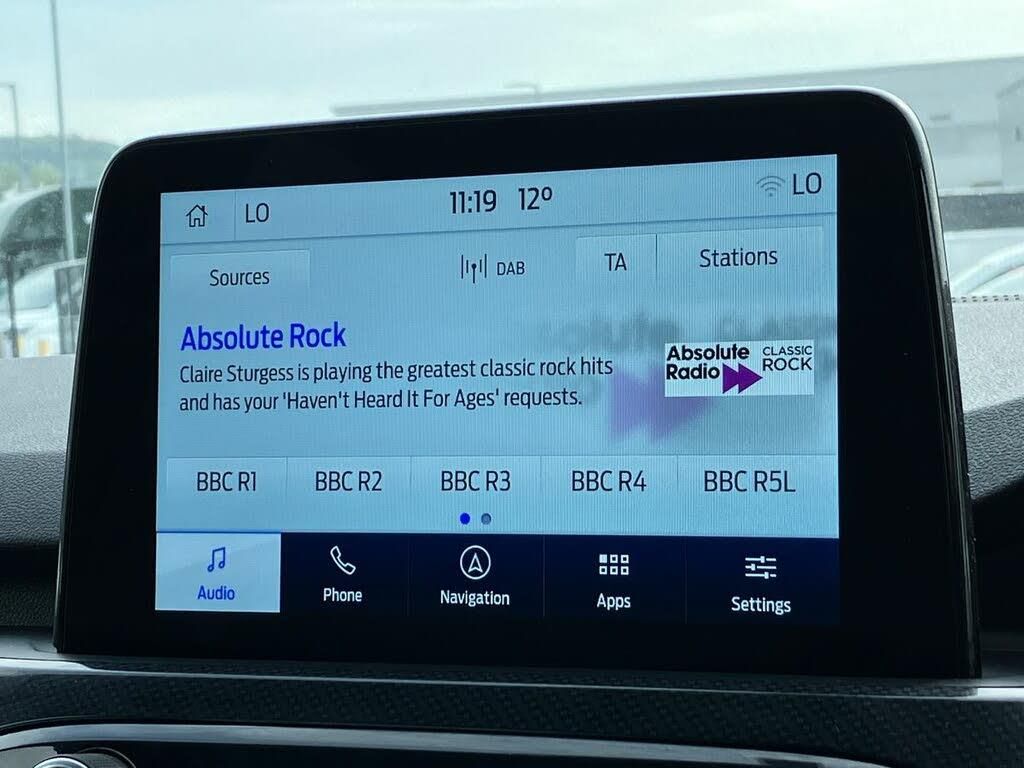 LO
11:19 12º
LO
Sources
DAB
TA
Stations
Absolute Rock
Claire Sturgess is playing the greatest classic rock hits
and has your 'Haven't Heard It For Ages' requests.
Absolute
Radio
CLASSIC
ROCK
BBC R1
BBC R2
BBC R3
BBC R4
BBC R5L
Audio
Phone
Navigation
Apps
Settings